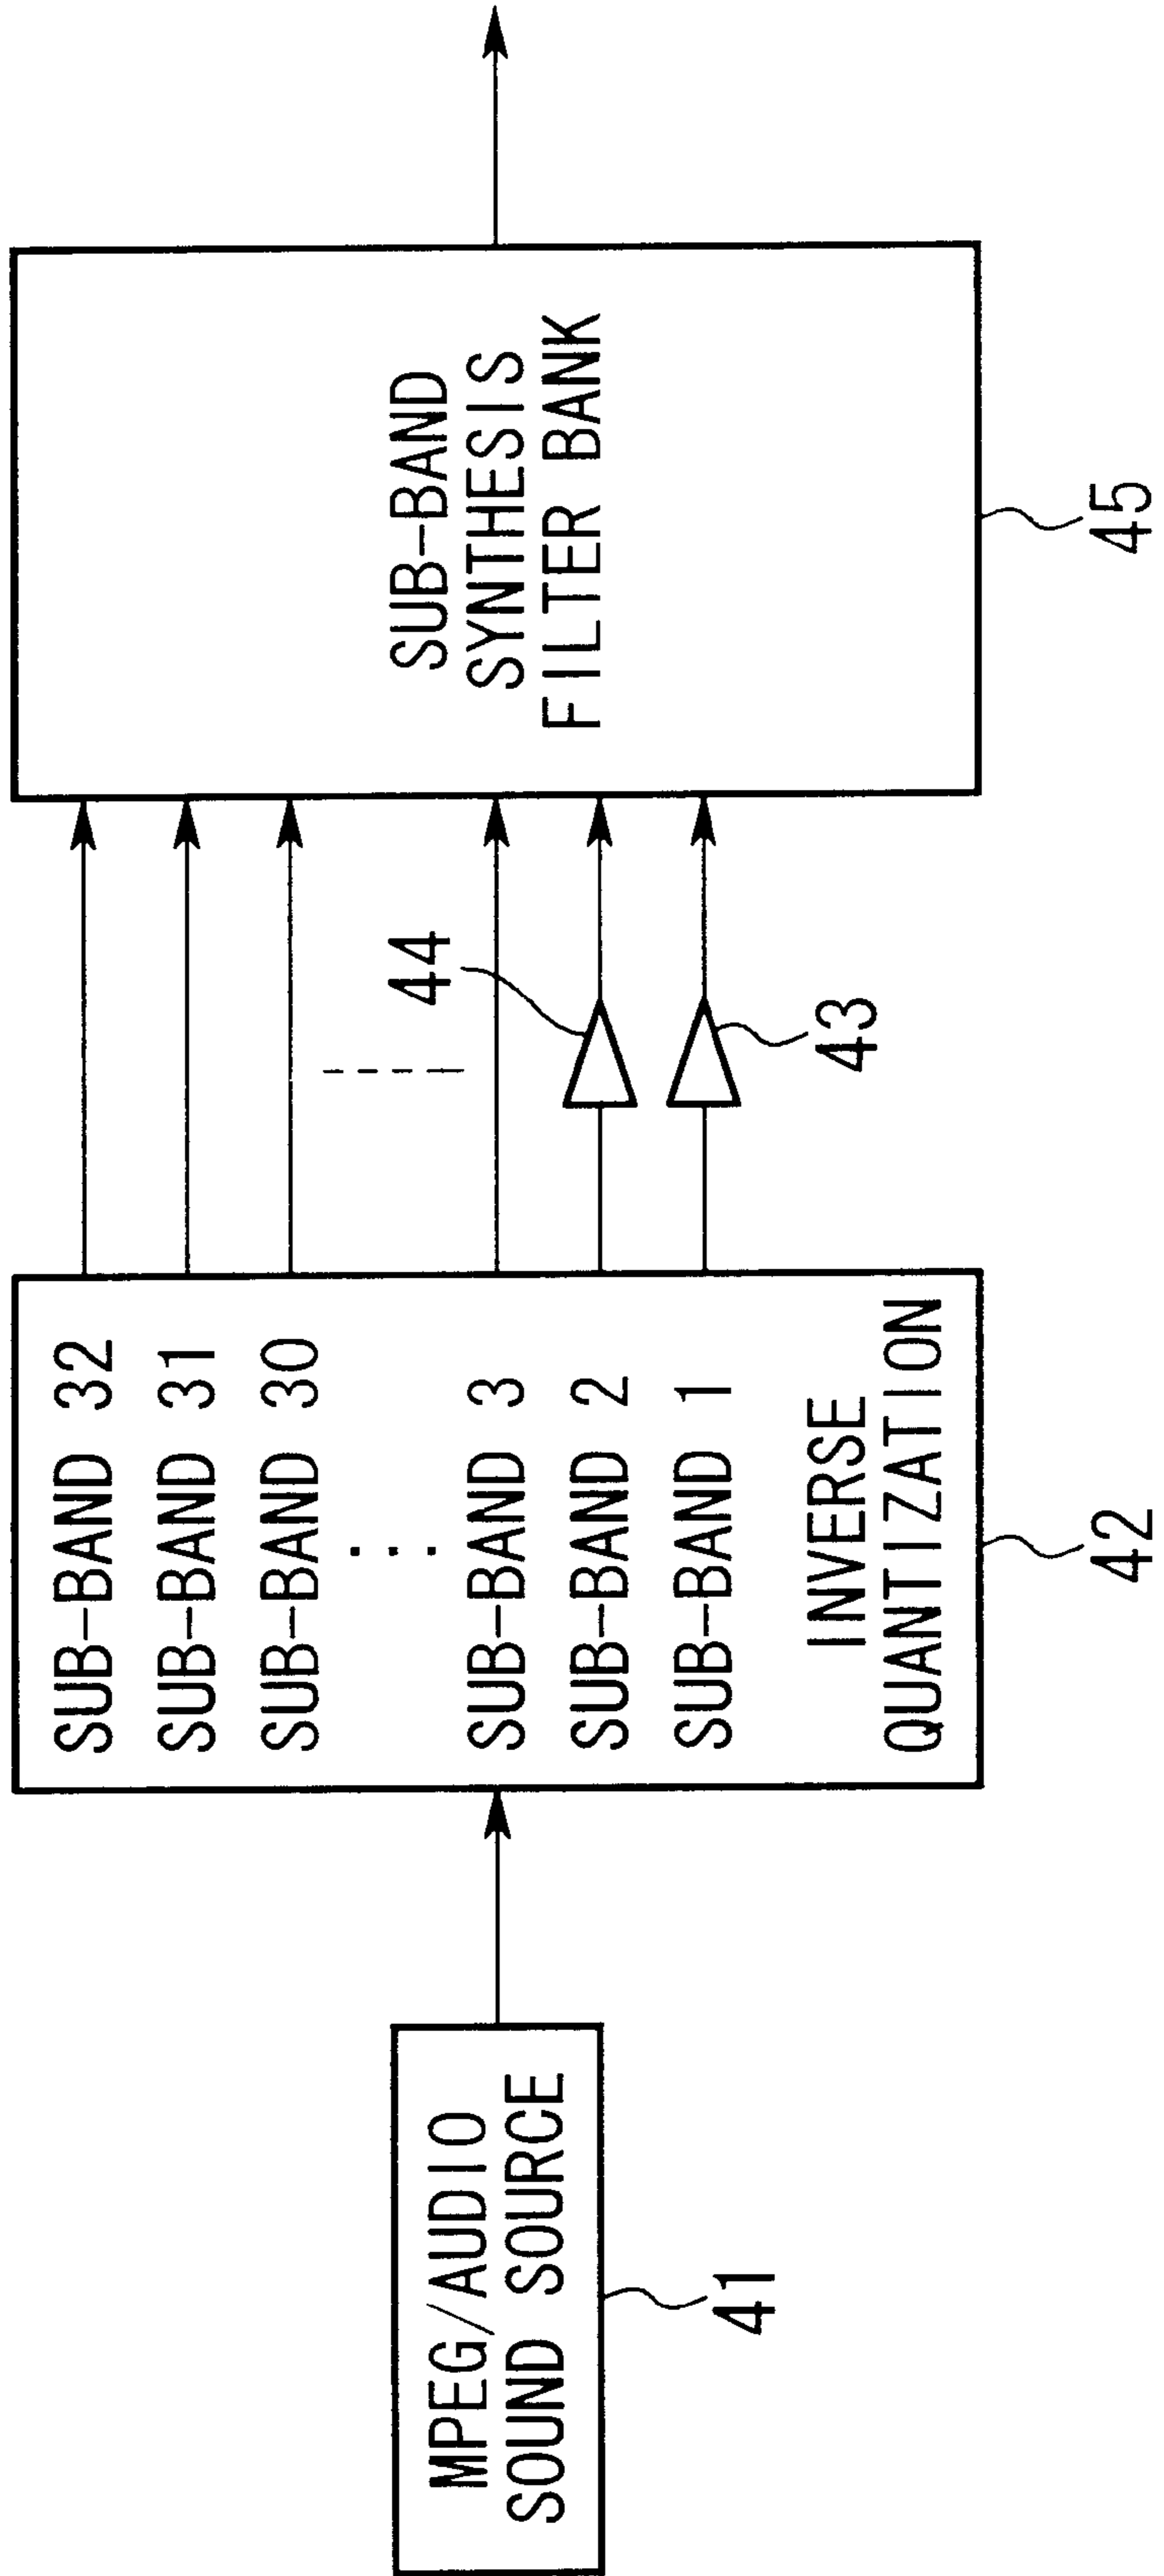 MPEG/AUDIO
SOUND SOURCE
41
SUB-BAND 32
SUB-BAND 31
SUB-BAND 30
...
SUB-BAND 3
SUB-BAND 2
SUB-BAND 1
INVERSE
QUANTIZATION
42
44
43
SUB-BAND
SYNTHESIS
FILTER BANK
45